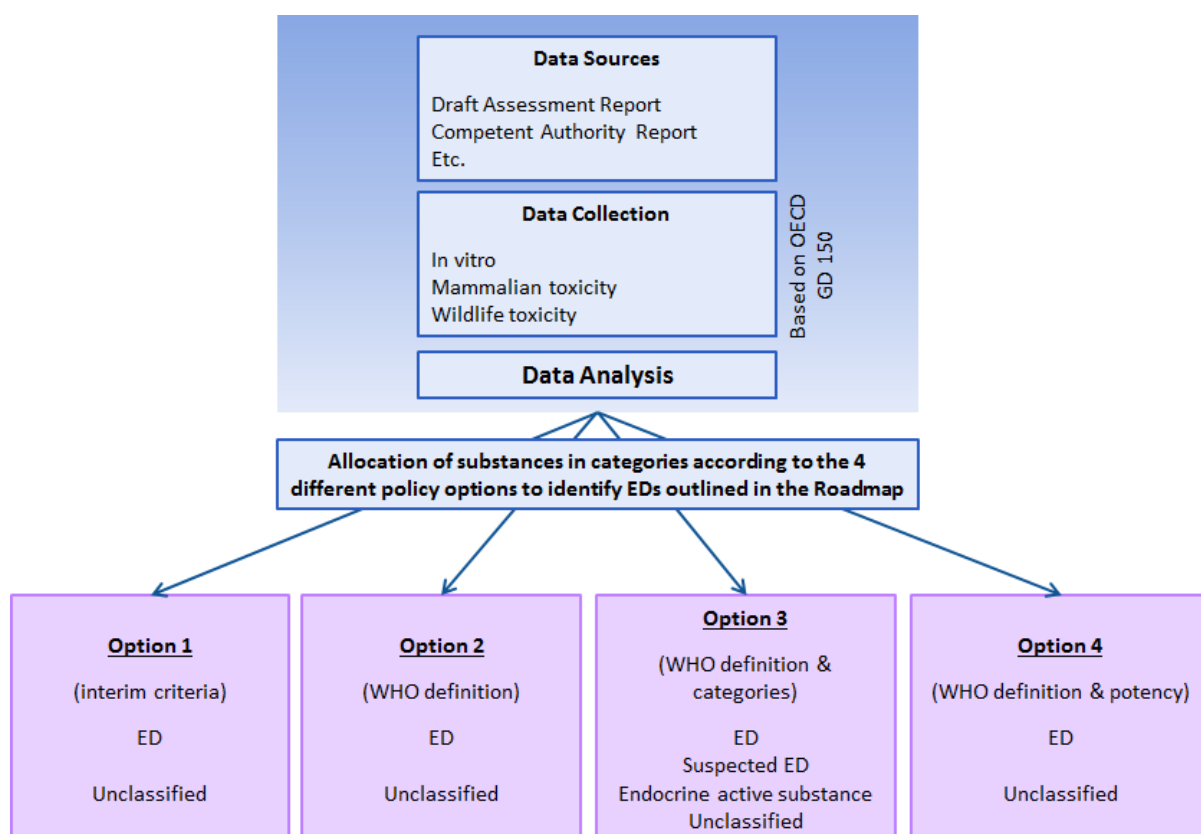 Data Sources
Draft Assessment Report
Competent Authority Report
Etc.
Data Collection
In vitro
Mammalian toxicity
Wildlife toxicity
Based on OECD
GD 150
Data Analysis
Allocation of substances in categories according to the 4
different policy options to identify EDs outlined in the Roadmap
Option 1
(interim criteria)
ED
Unclassified
Option 2
(WHO definition)
ED
Unclassified
Option 3
(WHO definition &
categories)
ED
Suspected ED
Endocrine active substance
Unclassified
Option 4
(WHO definition & potency)
ED
Unclassified